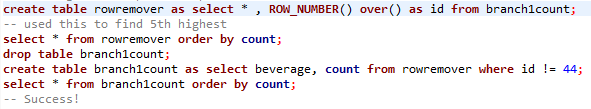 create table rowremover as select * , ROW_NUMBER() over() as id from branch1count;
-- used this to find 5th highest
select * from rowremover order by count;
drop table branch1count;
create table branch1count as select beverage, count from rowremover where id != 44;
select * from branch1count order by count;
-- Success!